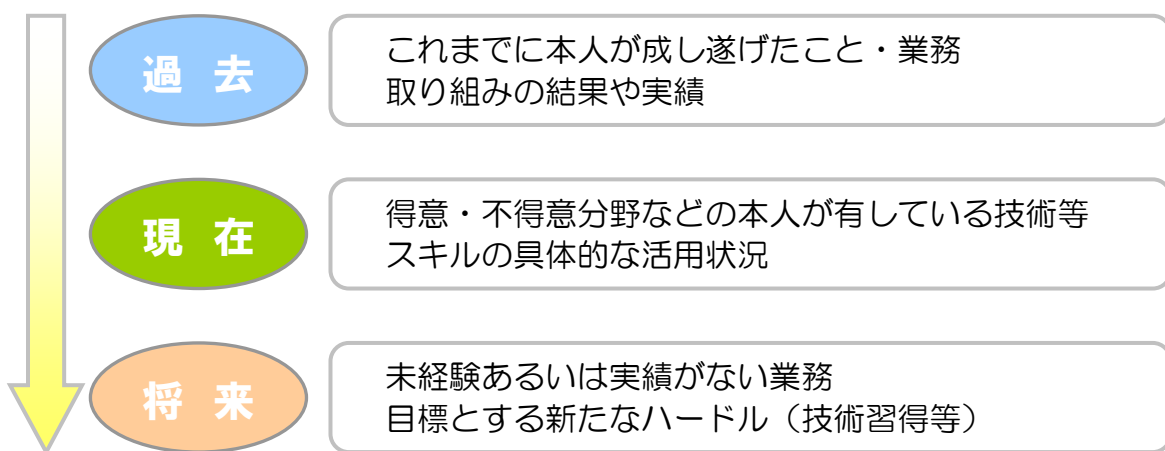 過 去
これまでに本人が成し遂げたこと・業務
取り組みの結果や実績
現 在
得意・不得意分野などの本人が有している技術等
スキルの具体的な活用状況
将 来
未経験あるいは実績がない業務
目標とする新たなハードル（技術習得等）